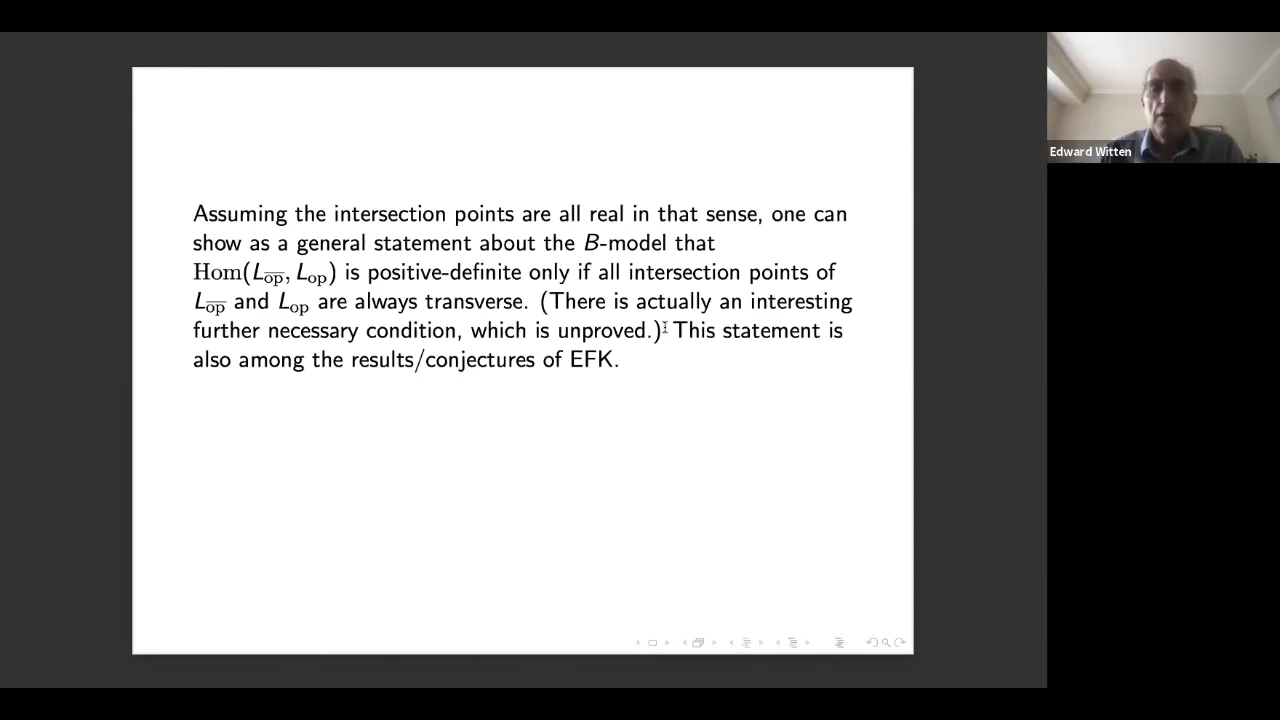 Assuming the intersection points are all real in that sense, one can
show as a general statement about the B-model that
Hom(L_{\overline{op}}, L_{op}) is positive-definite only if all intersection points of
L_{\overline{op}} and L_{op} are always transverse. (There is actually an interesting
further necessary condition, which is unproved.) This statement is
also among the results/conjectures of EFK.
Edward Witten